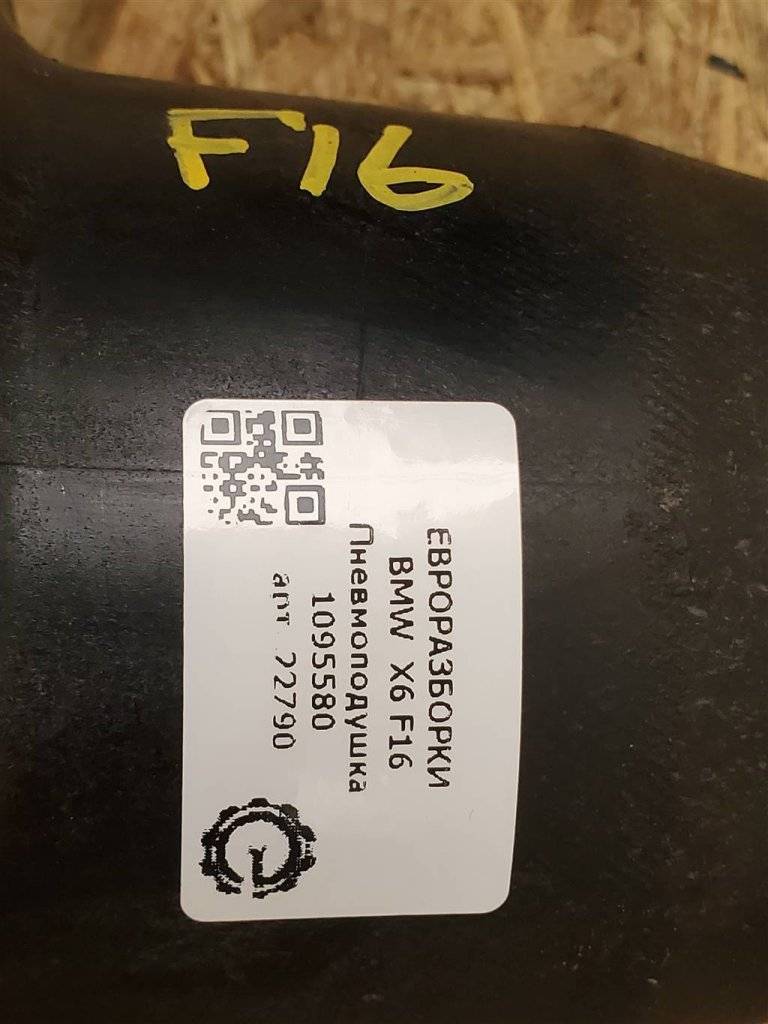 F16
ЕВРОРАЗБОРКИ
BMW X6 F16
Пневмоподушка
1095580
арт. 22790